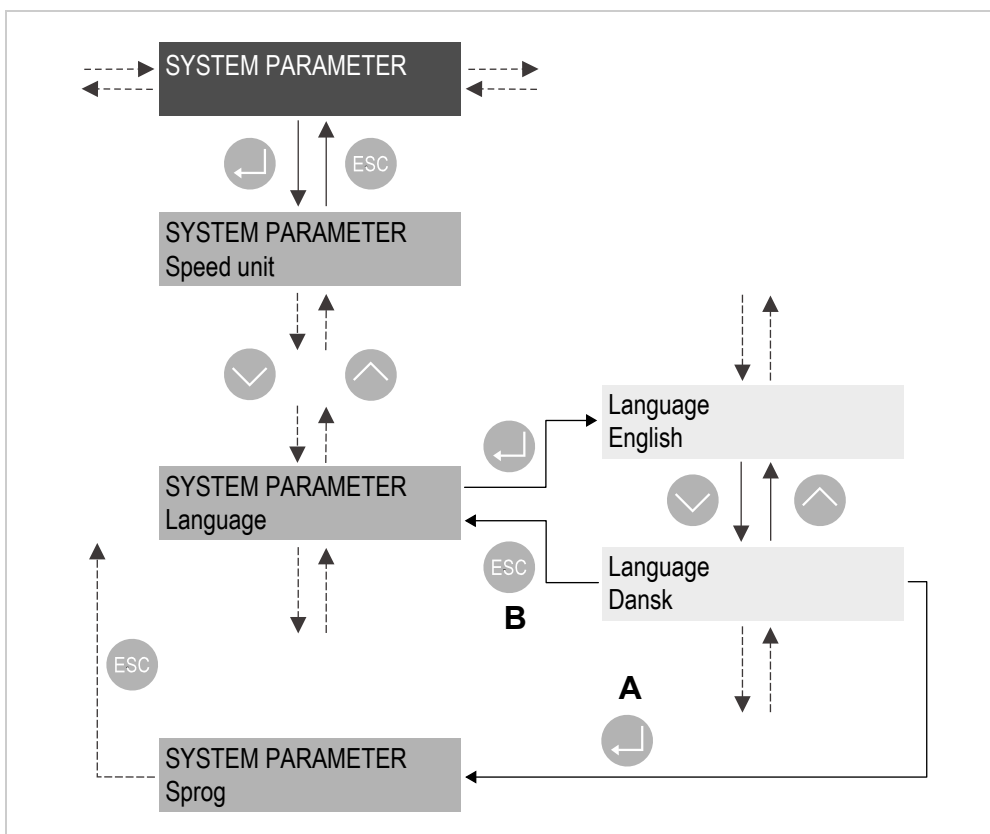 SYSTEM PARAMETER
ESC
SYSTEM PARAMETER
Speed unit
Language
English
SYSTEM PARAMETER
Language
ESC
B
Language
Dansk
ESC
A
SYSTEM PARAMETER
Sprog